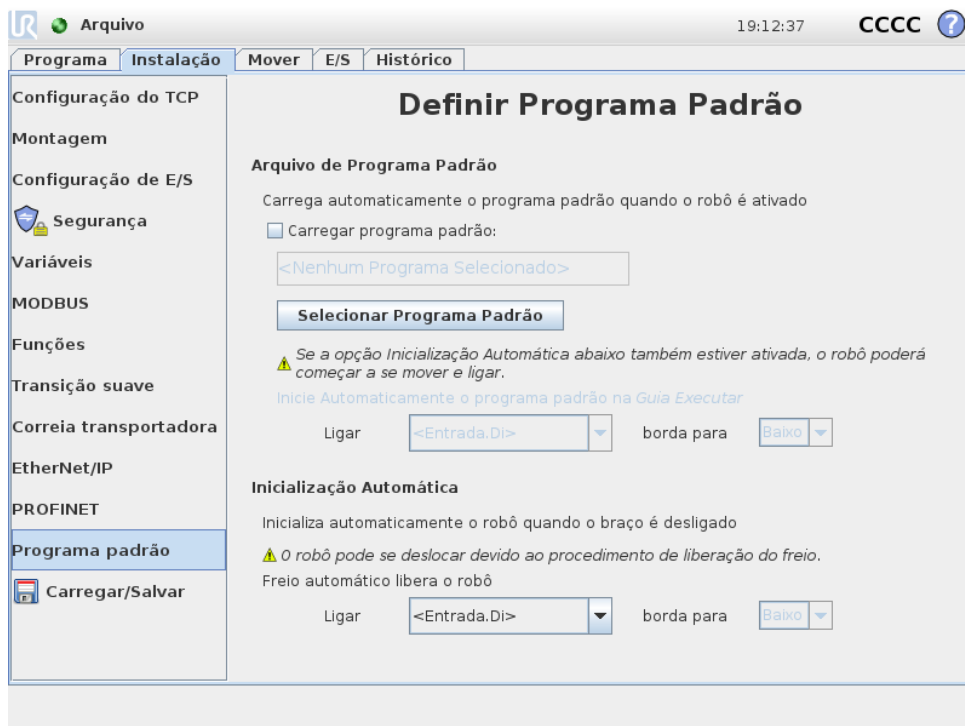 UR Arquivo 19:12:37 CCCC ?
Programa Instalação Mover E/S Histórico
Configuração do TCP
Montagem
Configuração de E/S
Segurança
Variáveis
MODBUS
Funções
Transição suave
Correia transportadora
EtherNet/IP
PROFINET
Programa padrão
Carregar/Salvar
Definir Programa Padrão
Arquivo de Programa Padrão
Carrega automaticamente o programa padrão quando o robô é ativado
Carregar programa padrão:
<Nenhum Programa Selecionado>
Selecionar Programa Padrão
Se a opção Inicialização Automática abaixo também estiver ativada, o robô poderá
começar a se mover e ligar.
Inicie Automaticamente o programa padrão na Guia Executar
Ligar <Entrada.Di> borda para Baixo
Inicialização Automática
Inicializa automaticamente o robô quando o braço é desligado
O robô pode se deslocar devido ao procedimento de liberação do freio.
Freio automático libera o robô
Ligar <Entrada.Di> borda para Baixo